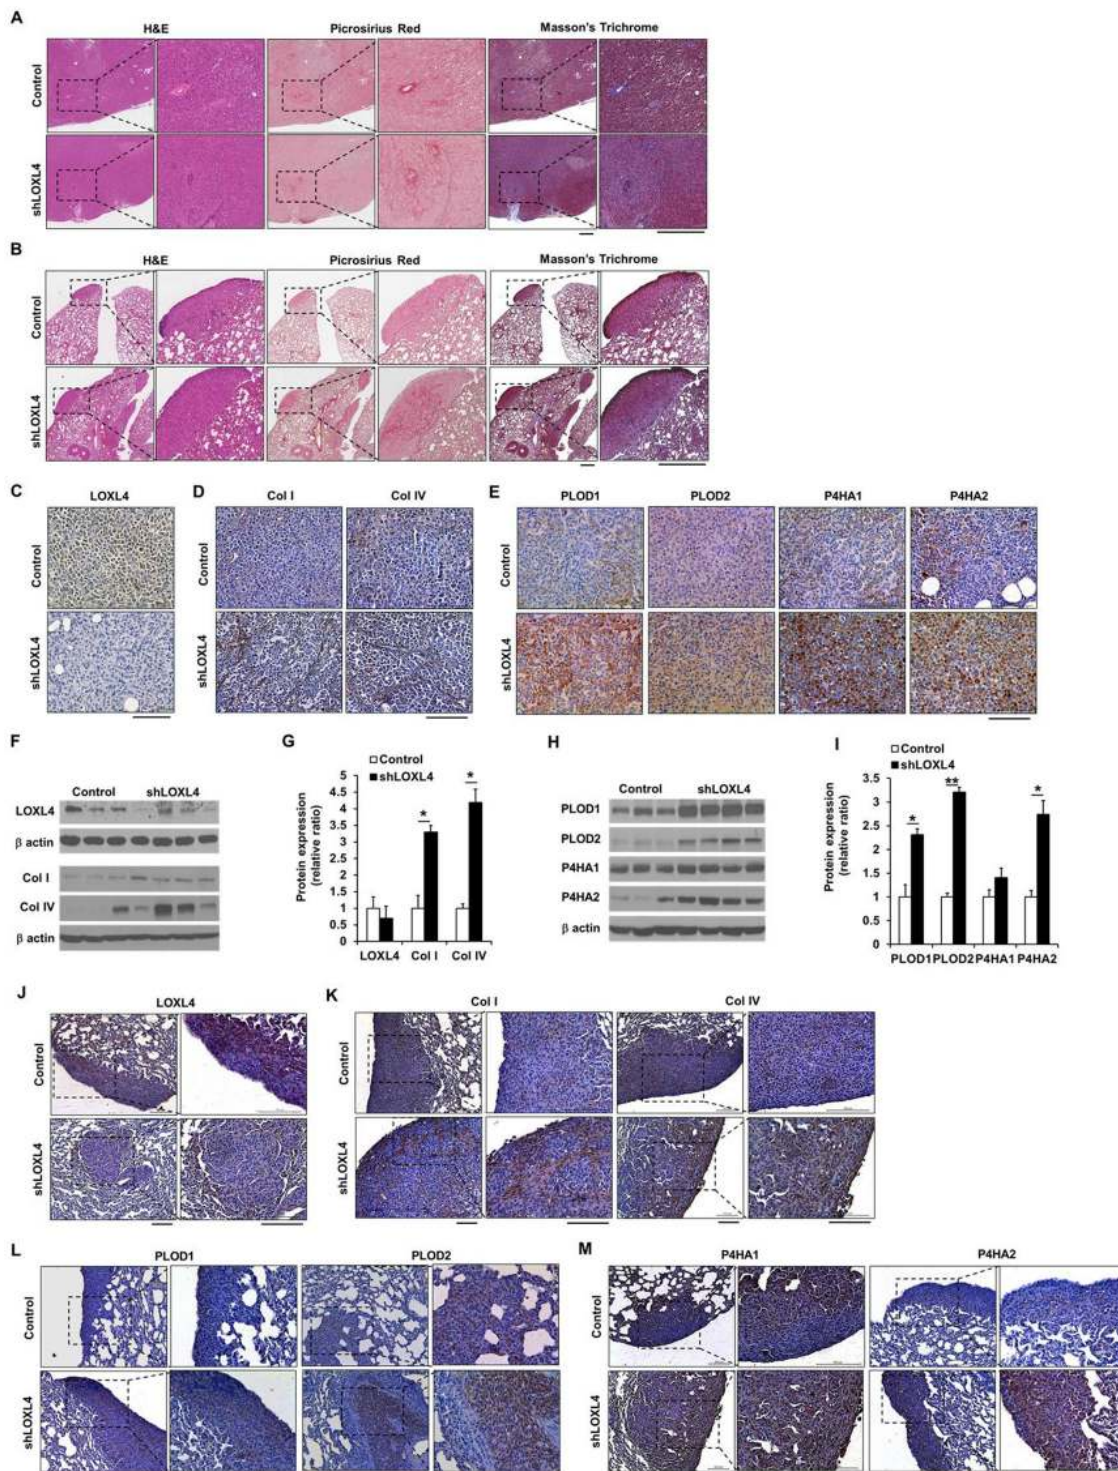 A
H&E Picrosirius Red Masson's Trichrome
Control
shLOXL4
B
H&E Picrosirius Red Masson's Trichrome
Control
shLOXL4
C
LOXL4
Control
shLOXL4
D
Col I Col IV
Control
shLOXL4
E
PLOD1 PLOD2 P4HA1 P4HA2
Control
shLOXL4
F
Control shLOXL4
LOXL4
β actin
Col I
Col IV
β actin
G
Control
shLOXL4
Protein expression
(relative ratio)
5
4.5
4
3.5
3
2.5
2
1.5
1
0.5
0
* *
LOXL4 Col I Col IV
H
Control shLOXL4
PLOD1
PLOD2
P4HA1
P4HA2
β actin
I
Control
shLOXL4
Protein expression
(relative ratio)
3.5
3
2.5
2
1.5
1
0.5
0
* ** *
PLOD1 PLOD2 P4HA1 P4HA2
J
LOXL4
Control
shLOXL4
K
Col I Col IV
Control
shLOXL4
L
PLOD1 PLOD2
Control
shLOXL4
M
P4HA1 P4HA2
Control
shLOXL4